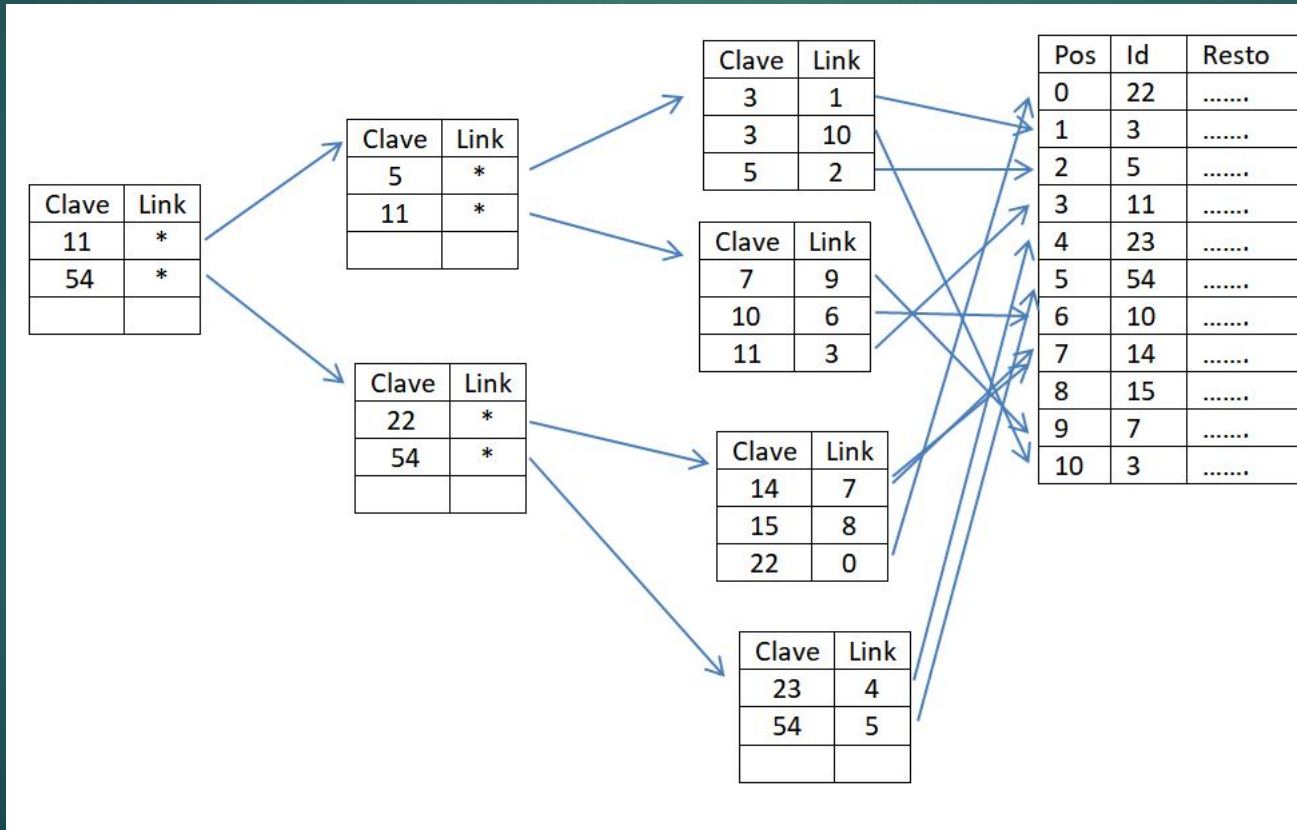 Clave Link
11 *
54 *
Clave Link
5 *
11 *
Clave Link
22 *
54 *
Clave Link
3 1
3 10
5 2
Clave Link
7 9
10 6
11 3
Clave Link
14 7
15 8
22 0
Clave Link
23 4
54 5
Pos Id Resto
0 22 .......
1 3 .......
2 5 .......
3 11 .......
4 23 .......
5 54 .......
6 10 .......
7 14 .......
8 15 .......
9 7 .......
10 3 .......